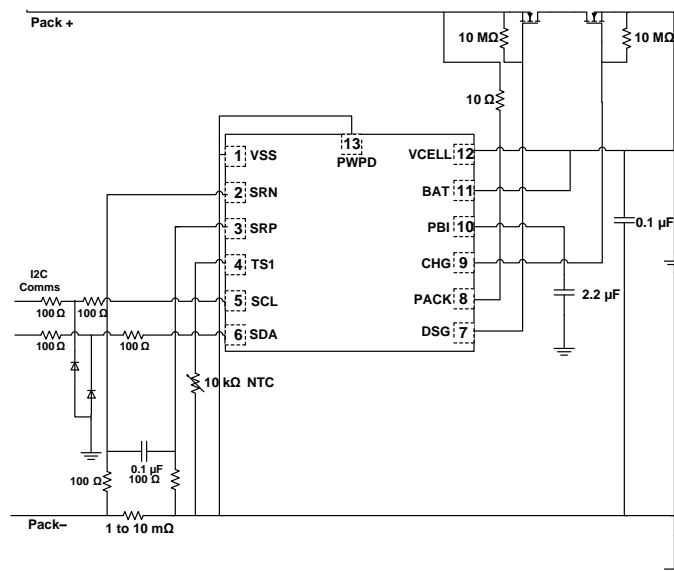 Pack +
10 MΩ
10 MΩ
10 Ω
13
PWPD
1 VSS
VCELL 12
2 SRN
BAT 11
3 SRP
PBI 10
0.1 µF
4 TS1
CHG 9
I2C
Comms
5 SCL
PACK 8
2.2 µF
100 Ω
100 Ω
6 SDA
DSG 7
100 Ω
100 Ω
10 kΩ NTC
0.1 µF
100 Ω
100 Ω
Pack–
1 to 10 mΩ